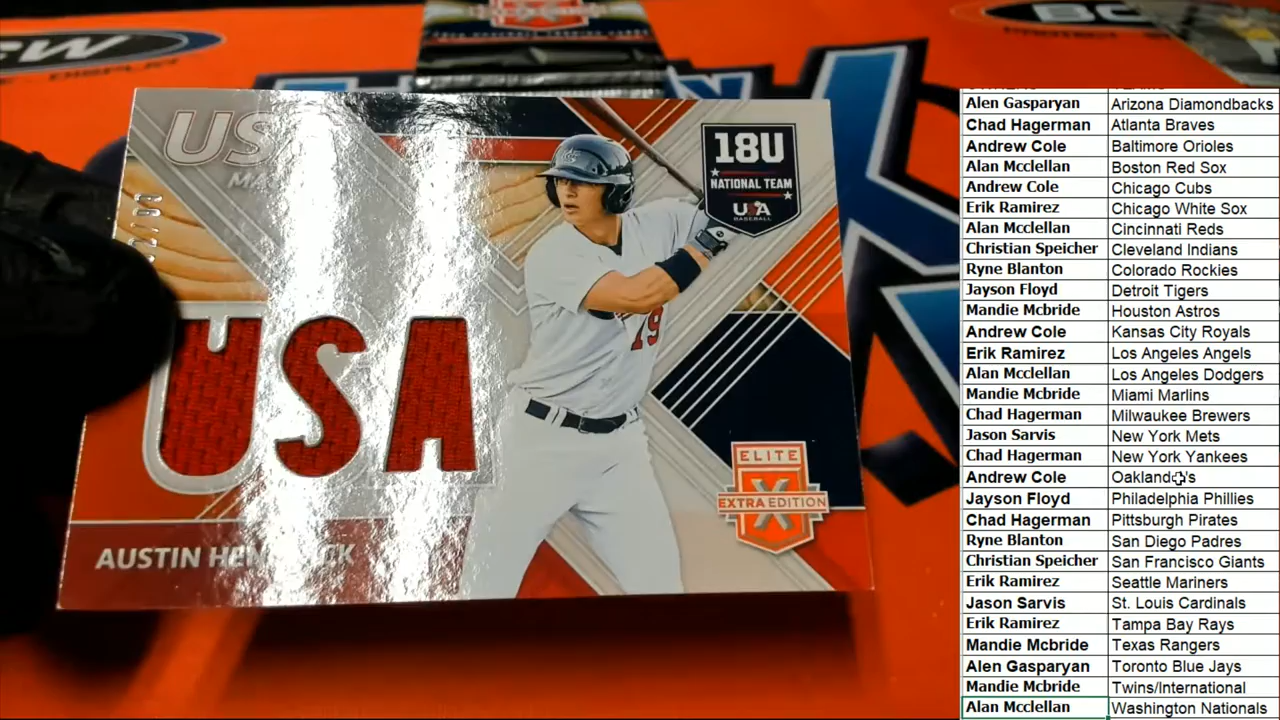 DISPLAY
PROTECT
USA
18U
NATIONAL TEAM
USA
BASEBALL
USA
19
ELITE
EXTRA EDITION
X
AUSTIN
Alen Gasparyan Arizona Diamondbacks
Chad Hagerman Atlanta Braves
Andrew Cole Baltimore Orioles
Alan Mcclellan Boston Red Sox
Andrew Cole Chicago Cubs
Erik Ramirez Chicago White Sox
Alan Mcclellan Cincinnati Reds
Christian Speicher Cleveland Indians
Ryne Blanton Colorado Rockies
Jayson Floyd Detroit Tigers
Mandie Mcbride Houston Astros
Andrew Cole Kansas City Royals
Erik Ramirez Los Angeles Angels
Alan Mcclellan Los Angeles Dodgers
Mandie Mcbride Miami Marlins
Chad Hagerman Milwaukee Brewers
Jason Sarvis New York Mets
Chad Hagerman New York Yankees
Andrew Cole Oakland A's
Jayson Floyd Philadelphia Phillies
Chad Hagerman Pittsburgh Pirates
Ryne Blanton San Diego Padres
Christian Speicher San Francisco Giants
Erik Ramirez Seattle Mariners
Jason Sarvis St. Louis Cardinals
Erik Ramirez Tampa Bay Rays
Mandie Mcbride Texas Rangers
Alen Gasparyan Toronto Blue Jays
Mandie Mcbride Twins/International
Alan Mcclellan Washington Nationals